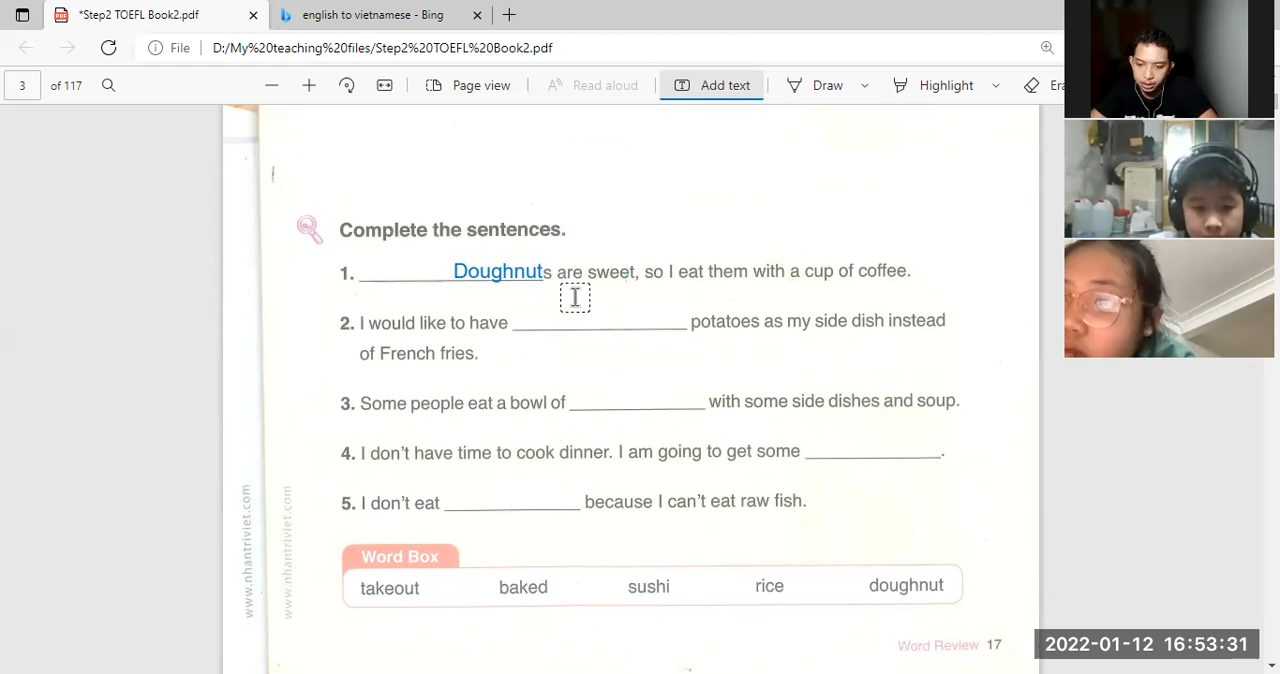 *Step2 TOEFL Book2.pdf
english to vietnamese - Bing
File D:/My%20teaching%20files/Step2%20TOEFL%20Book2.pdf
3 of 117 Page view Read aloud Add text Draw Highlight Era
Complete the sentences.
1. Doughnuts are sweet, so I eat them with a cup of coffee.
2. I would like to have ____________ potatoes as my side dish instead
of French fries.
3. Some people eat a bowl of ____________ with some side dishes and soup.
4. I don't have time to cook dinner. I am going to get some ____________.
5. I don't eat ____________ because I can't eat raw fish.
Word Box
takeout baked sushi rice doughnut
www.nhantriviet.com
www.nhantriviet.com
Word Review 17
2022-01-12 16:53:31